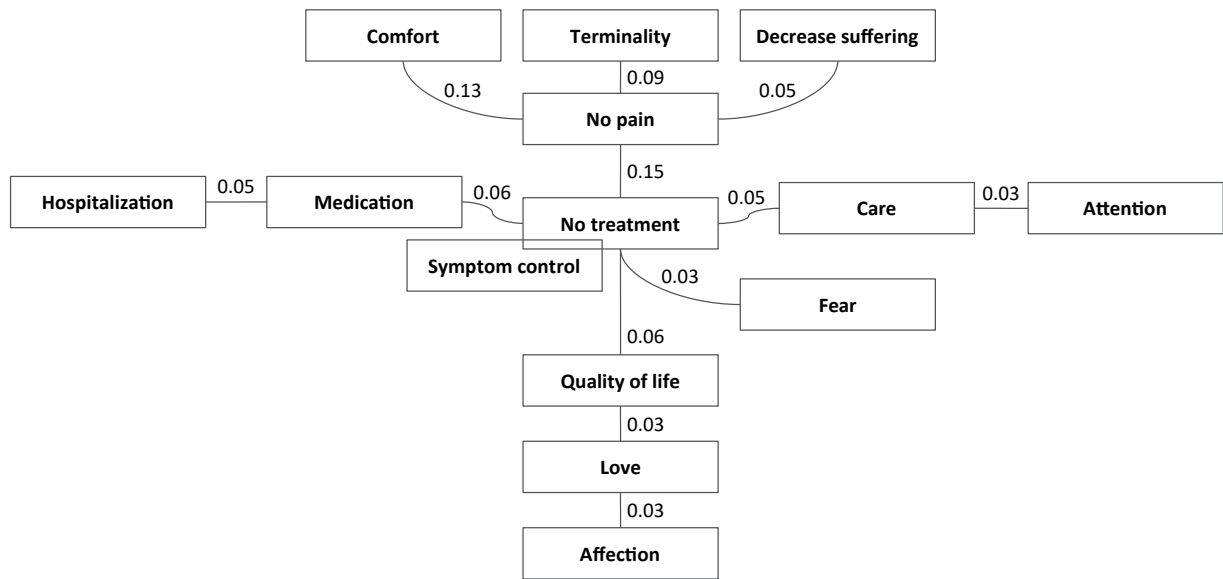 Comfort
Terminality
Decrease suffering
0.13
0.09
0.05
No pain
0.15
Hospitalization
0.05
Medication
0.06
No treatment
0.05
Care
0.03
Attention
Symptom control
0.03
Fear
0.06
Quality of life
0.03
Love
0.03
Affection